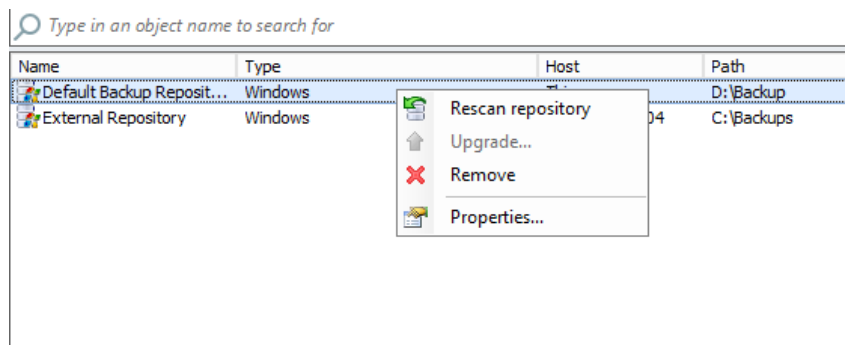 Type in an object name to search for
Name Type Host Path
Default Backup Reposit... Windows D:\Backup
External Repository Windows 04 C:\Backups
Rescan repository
Upgrade...
Remove
Properties...